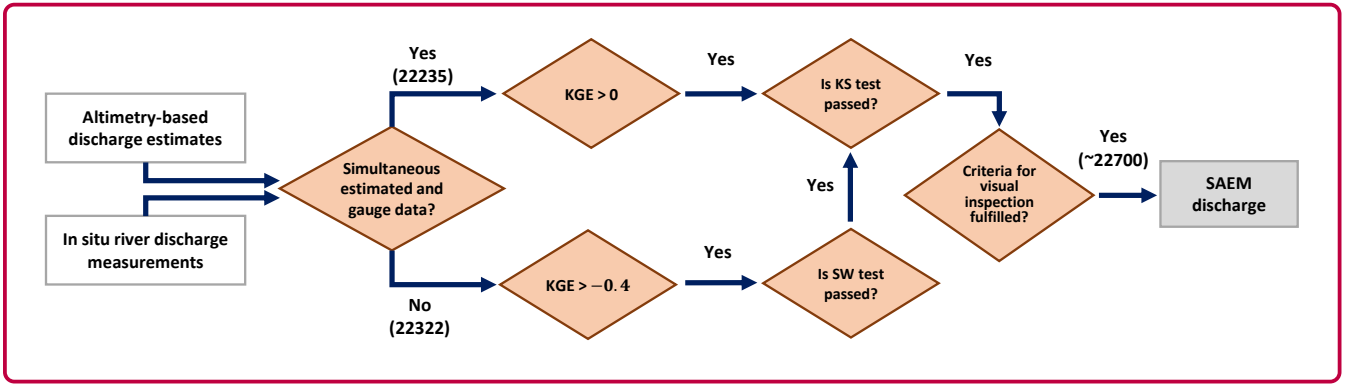 Altimetry-based
discharge estimates
In situ river discharge
measurements
Simultaneous
estimated and
gauge data?
Yes
(22235)
KGE > 0
Yes
Is KS test
passed?
Yes
No
(22322)
KGE > −0.4
Yes
Is SW test
passed?
Yes
Criteria for
visual
inspection
fulfilled?
Yes
(~22700)
SAEM
discharge